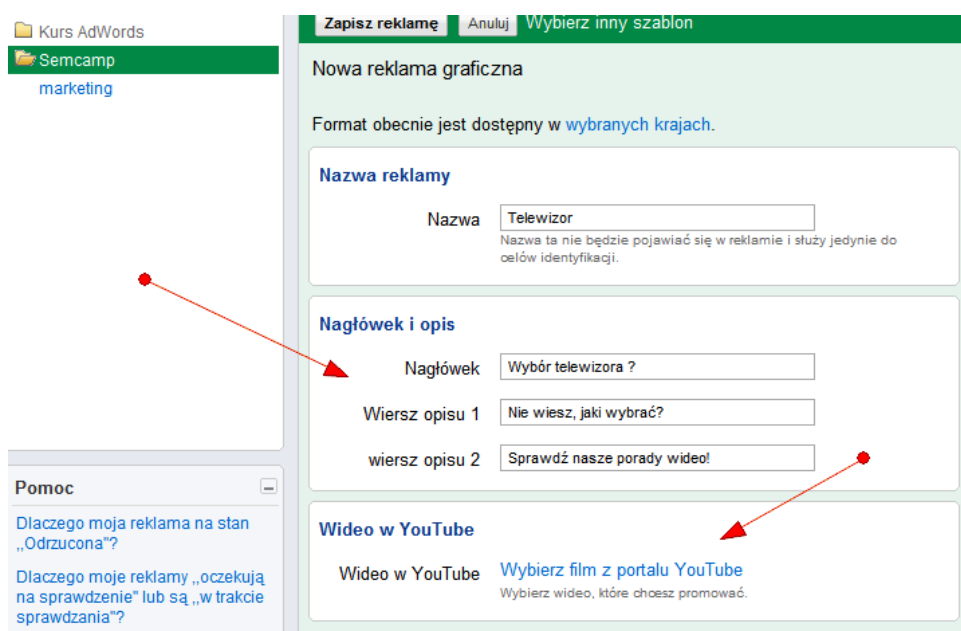 Kurs AdWords
Semcamp
marketing
Zapisz reklamę Anuluj Wybierz inny szablon
Nowa reklama graficzna
Format obecnie jest dostępny w wybranych krajach.
Nazwa reklamy
Nazwa Telewizor
Nazwa ta nie będzie pojawiać się w reklamie i służy jedynie do
celów identyfikacji.
Nagłówek i opis
Nagłówek Wybór telewizora ?
Wiersz opisu 1 Nie wiesz, jaki wybrać?
wiersz opisu 2 Sprawdź nasze porady wideo!
Wideo w YouTube
Wideo w YouTube Wybierz film z portalu YouTube
Wybierz wideo, które chcesz promować.
Pomoc
Dlaczego moja reklama na stan
,,Odrzucona"?
Dlaczego moje reklamy ,,oczekują
na sprawdzenie" lub są ,,w trakcie
sprawdzania"?